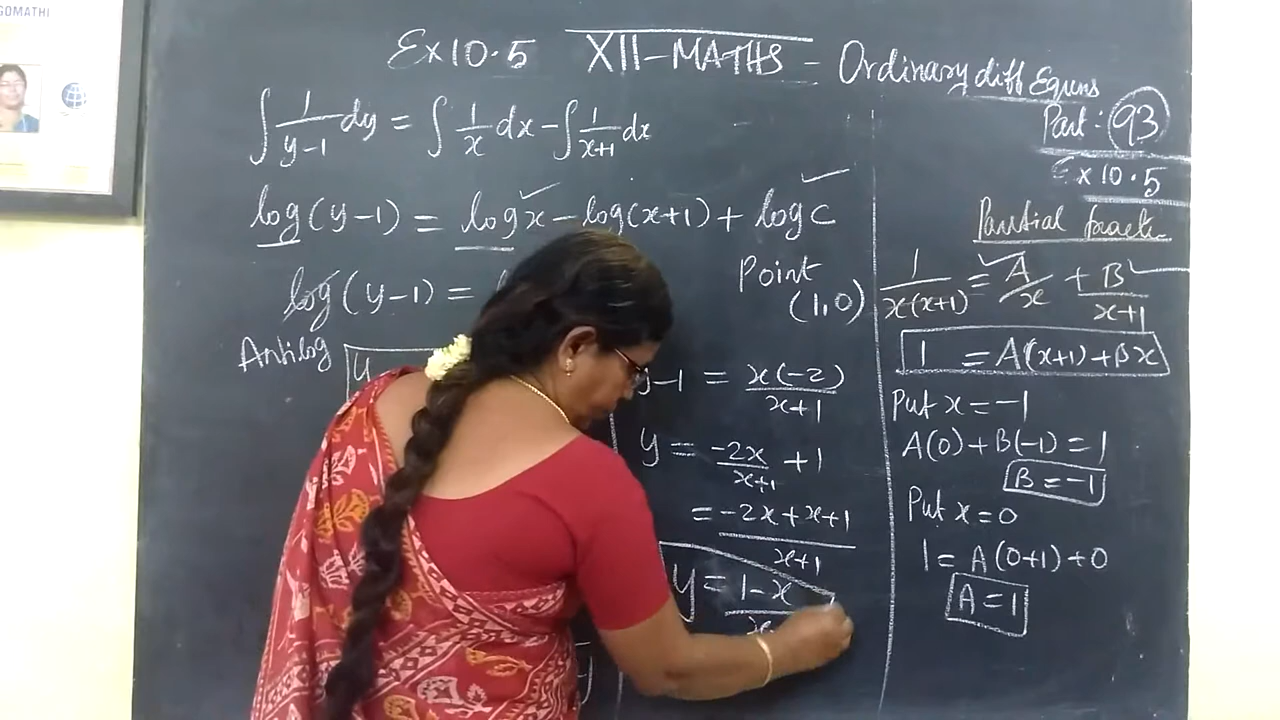 GOMATHI
Ex 10.5 XII-MATHS - Ordinary diff Equns
Part: 93
Ex 10.5
∫ 1/(y-1) dy = ∫ 1/x dx - ∫ 1/(x+1) dx
log(y-1) = log x - log(x+1) + log C
log(y-1) =
Antilog
Point
(1,0)
y-1 = x(-2)/(x+1)
y = -2x/(x+1) + 1
= (-2x+x+1)/(x+1)
y = 1-x
Partial fracti
1/(x(x+1)) = A/x + B/(x+1)
1 = A(x+1) + Bx
Put x = -1
A(0) + B(-1) = 1
B = -1
Put x = 0
1 = A(0+1) + 0
A = 1